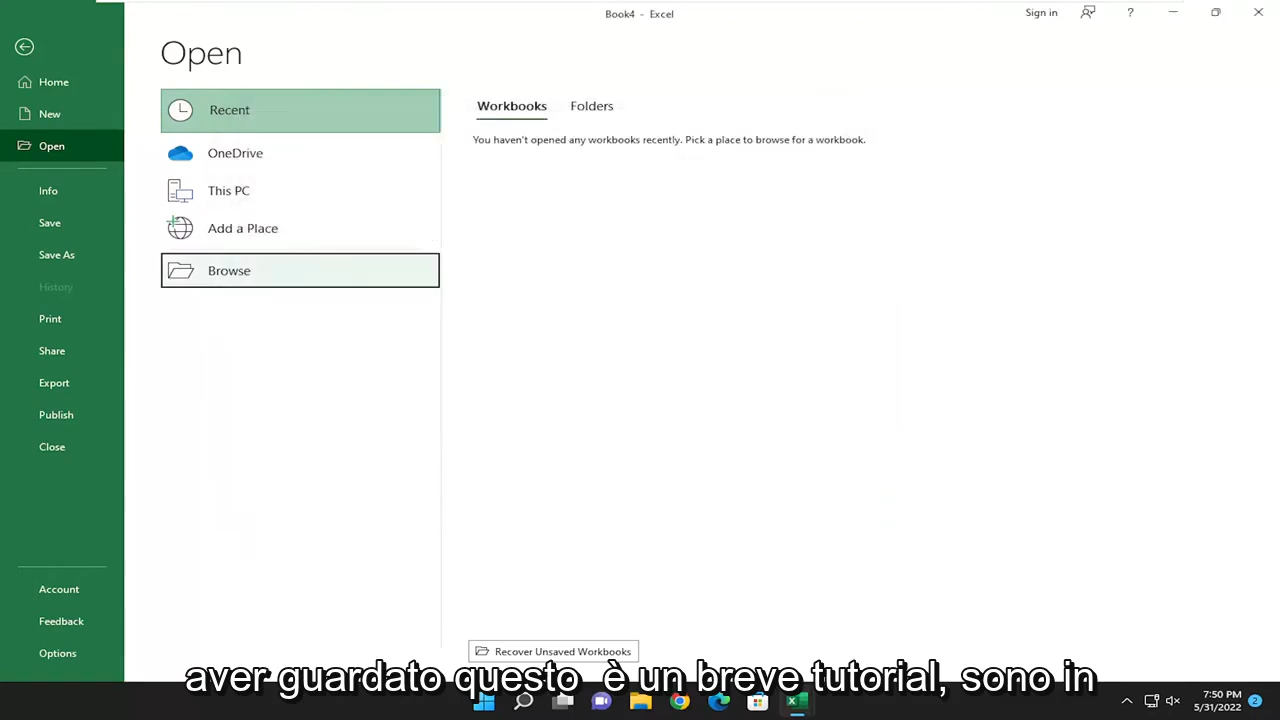 Book4 - Excel
Sign in
?
Open
Home
New
Open
Info
Save
Save As
History
Print
Share
Export
Publish
Close
Account
Feedback
Options
Recent
OneDrive
This PC
Add a Place
Browse
Workbooks Folders
You haven't opened any workbooks recently. Pick a place to browse for a workbook.
Recover Unsaved Workbooks
aver guardato questo è un breve tutorial, sono in
7:50 PM
5/31/2022
2